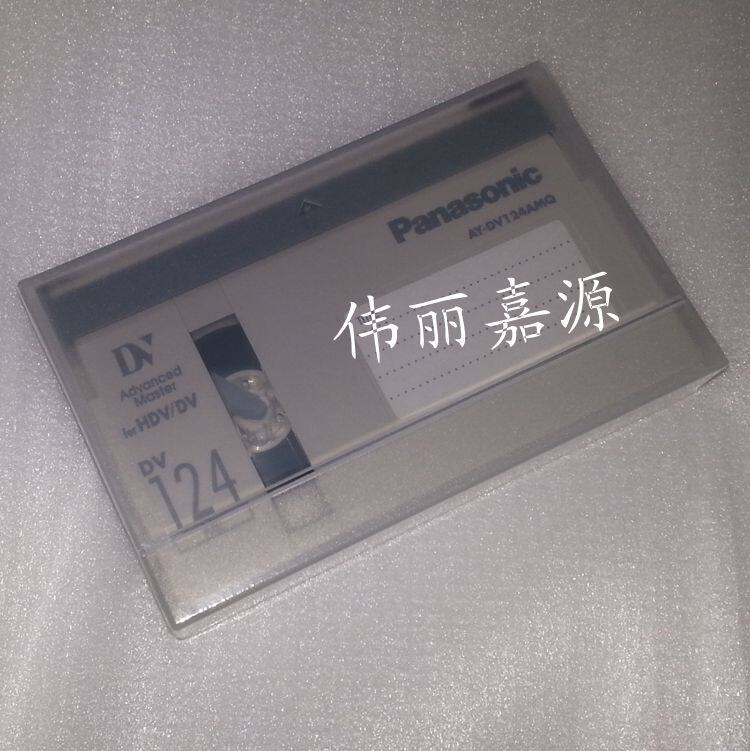 Panasonic
AY-DV124AMQ
伟丽嘉源
DV
Advanced
Master
for HDV/DV
DV
124